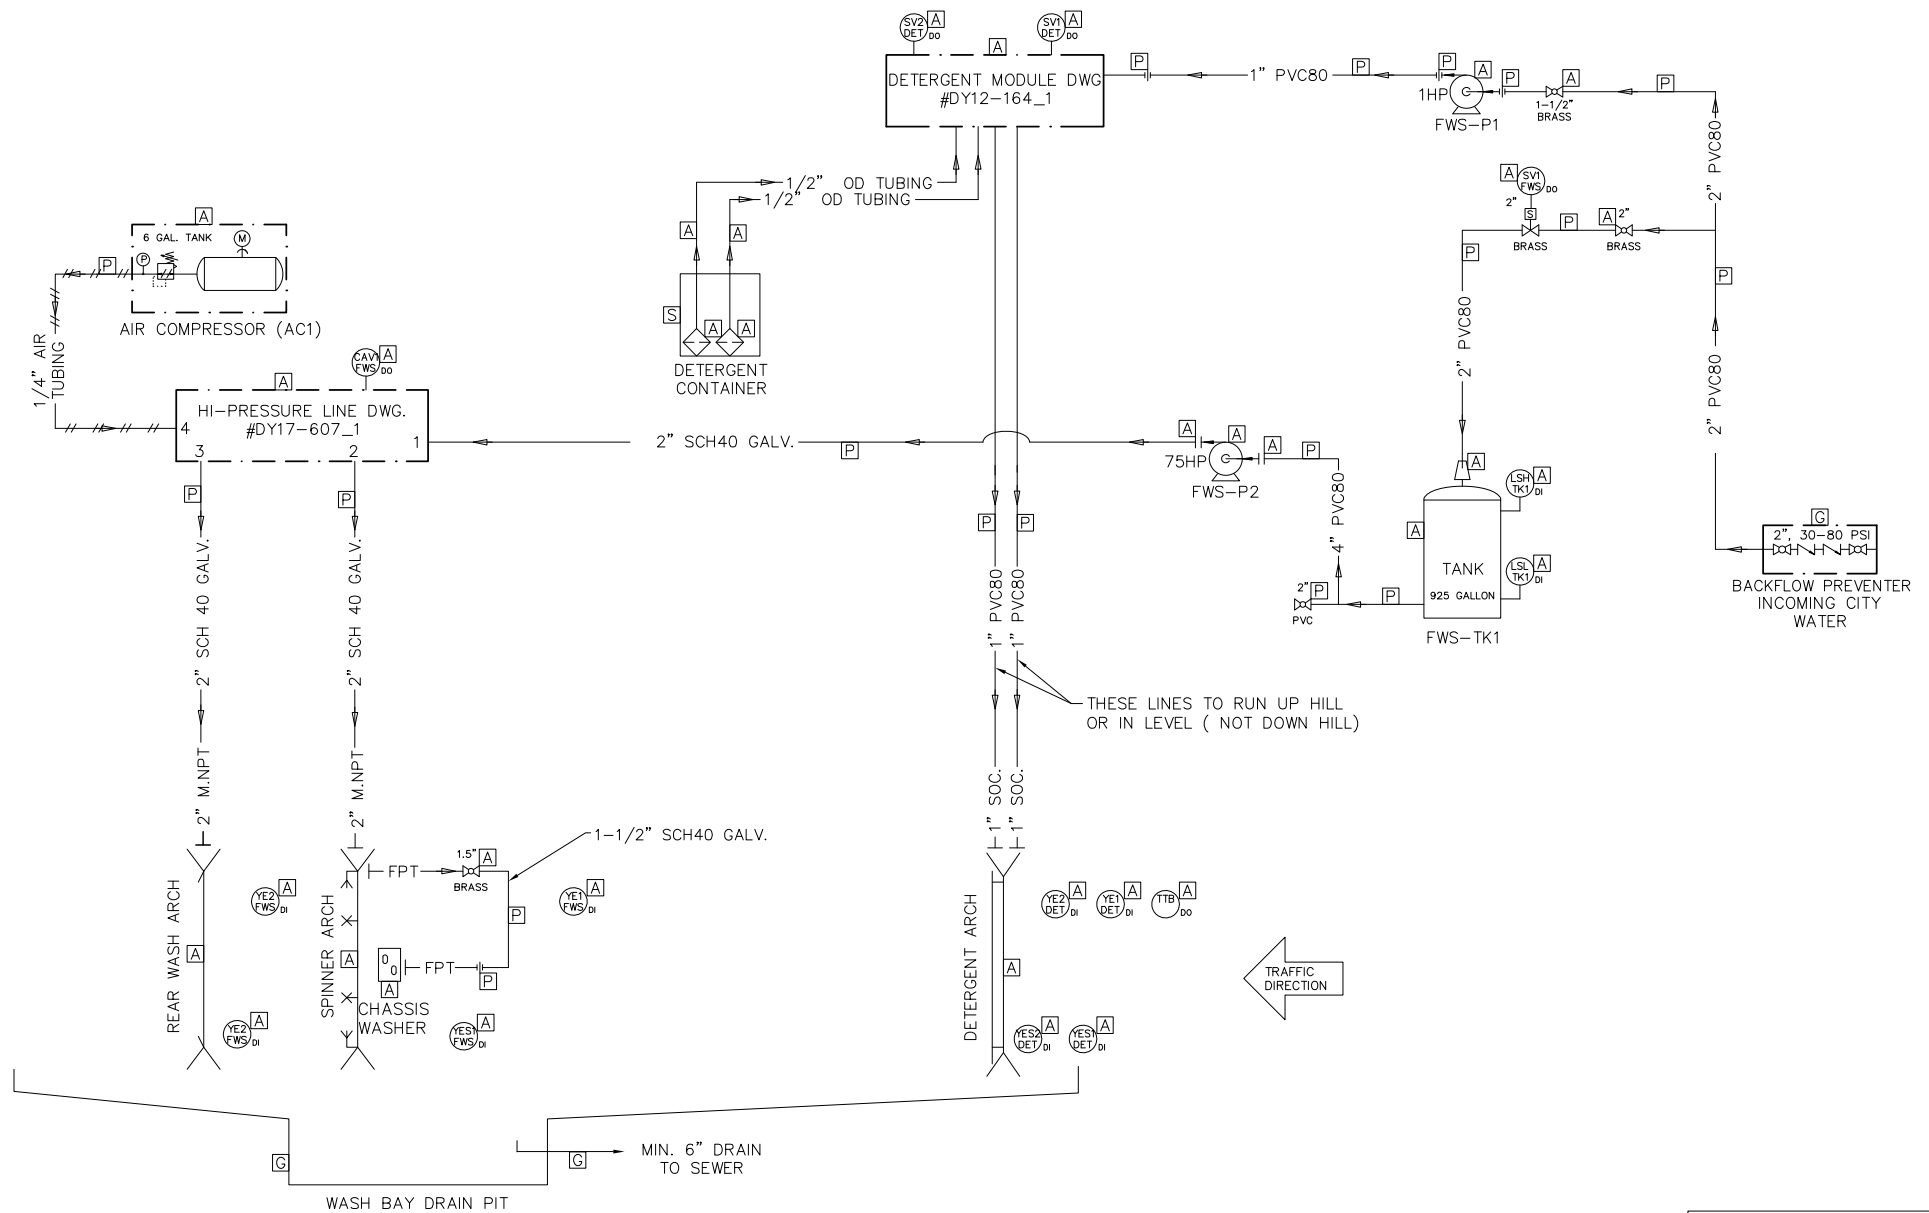 SV2
DET
A
DO
A
SV1
DET
A
DO
DETERGENT MODULE DWG
#DY12-164_1
P
1" PVC80
P
P
A
1HP
FWS-P1
P
A
1-1/2"
BRASS
P
2" PVC80
A
SV1
FWS
DO
2"
S
BRASS
P
A
2"
BRASS
P
P
2" PVC80
2" PVC80
1/2" OD TUBING
1/2" OD TUBING
A
A
S
A
A
DETERGENT
CONTAINER
A
6 GAL. TANK
M
P
P
AIR COMPRESSOR (AC1)
1/4" AIR
TUBING
CAV1
FWS
A
DO
A
HI-PRESSURE LINE DWG.
#DY17-607_1
4
3
2
1
2" SCH40 GALV.
P
A
A
75HP
FWS-P2
A
P
4" PVC80
A
A
TANK
925 GALLON
FWS-TK1
LSH
TK1
A
DI
LSL
TK1
A
DI
2"
P
PVC
P
G
2", 30-80 PSI
BACKFLOW PREVENTER
INCOMING CITY
WATER
P
P
2" SCH 40 GALV.
2" SCH 40 GALV.
P
P
1" PVC80
1" PVC80
THESE LINES TO RUN UP HILL
OR IN LEVEL ( NOT DOWN HILL)
2" M.NPT
2" M.NPT
1" SOC.
1" SOC.
1-1/2" SCH40 GALV.
FPT
1.5"
A
BRASS
P
FPT
P
REAR WASH ARCH
A
YE2
FWS
A
DI
YE2
FWS
A
DI
SPINNER ARCH
A
0
0
A
CHASSIS
WASHER
YE1
FWS
A
DI
YES1
FWS
A
DI
DETERGENT ARCH
A
YE2
DET
A
DI
YE1
DET
A
DI
TTB
A
DO
YES2
DET
A
DI
YES1
DET
A
DI
TRAFFIC
DIRECTION
G
G
MIN. 6" DRAIN
TO SEWER
WASH BAY DRAIN PIT